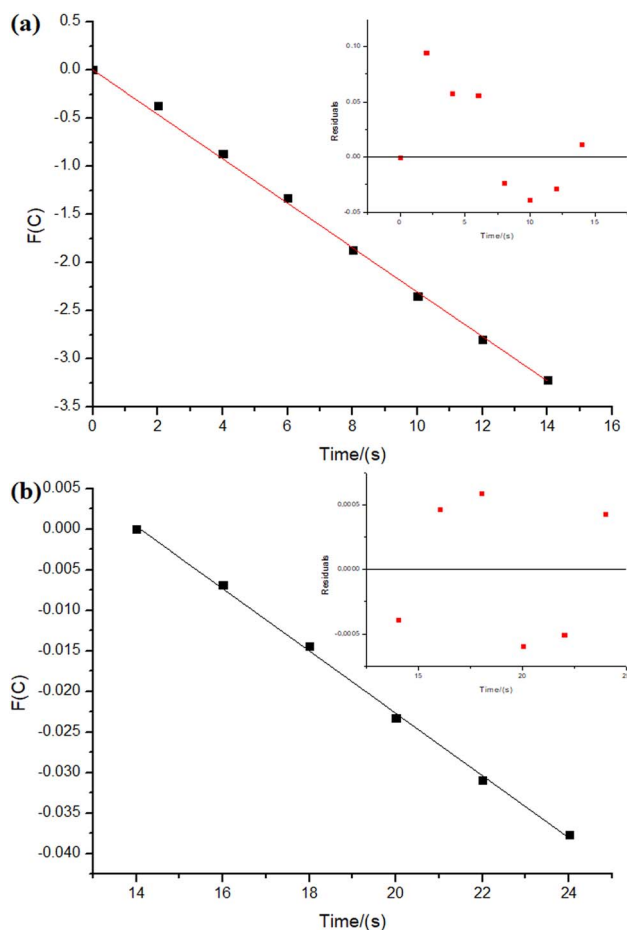 (a)
0.5
0.0
-0.5
-1.0
-1.5
-2.0
-2.5
-3.0
-3.5
F(C)
0 2 4 6 8 10 12 14 16
Time/(s)
0.10
0.05
0.00
-0.05
Residuals
0 5 10 15
Time/(s)
(b)
0.005
0.000
-0.005
-0.010
-0.015
-0.020
-0.025
-0.030
-0.035
-0.040
F(C)
14 16 18 20 22 24
Time/(s)
0.0005
0.0000
-0.0005
Residuals
15 20 25
Time/(s)